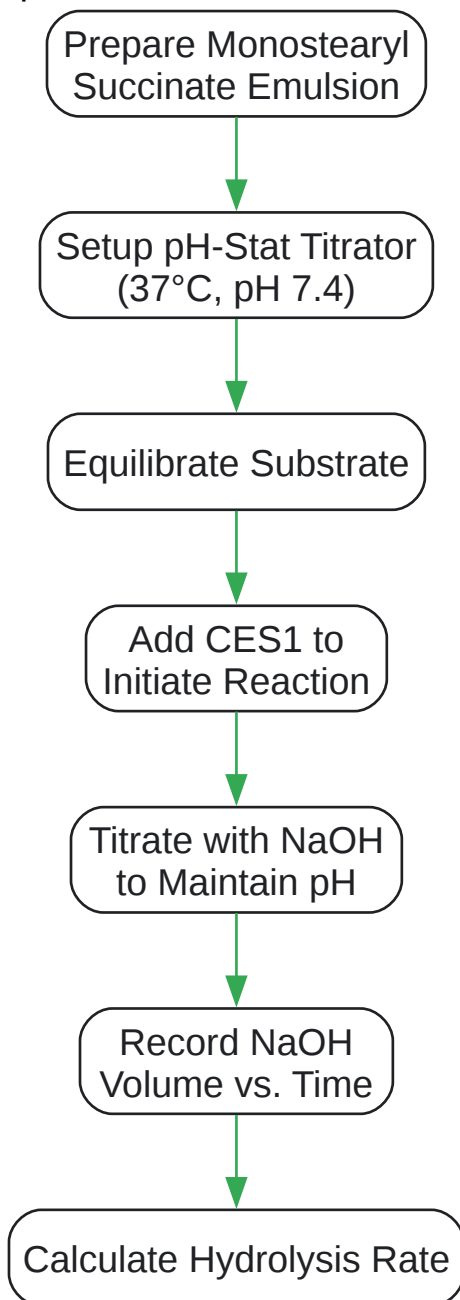 Prepare Monostearyl
Succinate Emulsion
Setup pH-Stat Titrator
(37°C, pH 7.4)
Equilibrate Substrate
Add CES1 to
Initiate Reaction
Titrate with NaOH
to Maintain pH
Record NaOH
Volume vs. Time
Calculate Hydrolysis Rate